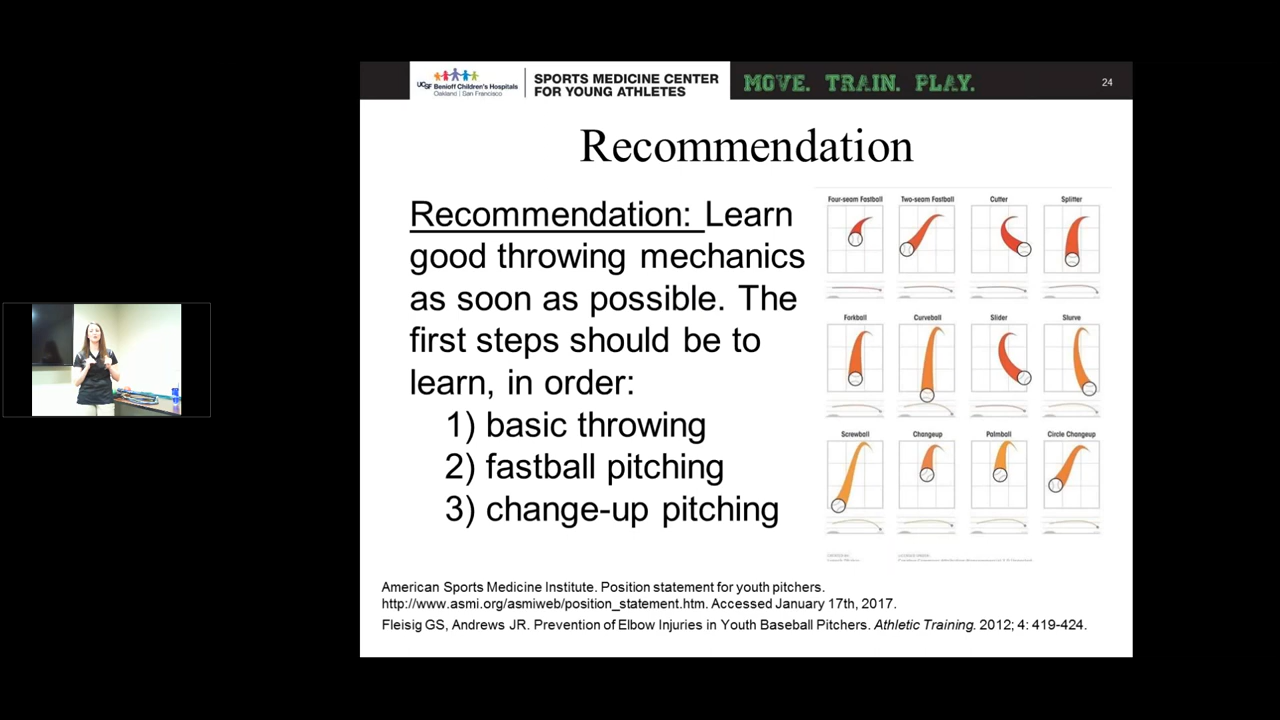 UCSF Benioff Children's Hospitals
Oakland | San Francisco
SPORTS MEDICINE CENTER
FOR YOUNG ATHLETES
MOVE. TRAIN. PLAY.
24
Recommendation
Recommendation: Learn
good throwing mechanics
as soon as possible. The
first steps should be to
learn, in order:
1) basic throwing
2) fastball pitching
3) change-up pitching
Four-seam Fastball
Two-seam Fastball
Cutter
Splitter
Forkball
Curveball
Slider
Slurve
Screwball
Changeup
Palmball
Circle Changeup
American Sports Medicine Institute. Position statement for youth pitchers.
http://www.asmi.org/asmiweb/position_statement.htm. Accessed January 17th, 2017.
Fleisig GS, Andrews JR. Prevention of Elbow Injuries in Youth Baseball Pitchers. Athletic Training. 2012; 4: 419-424.